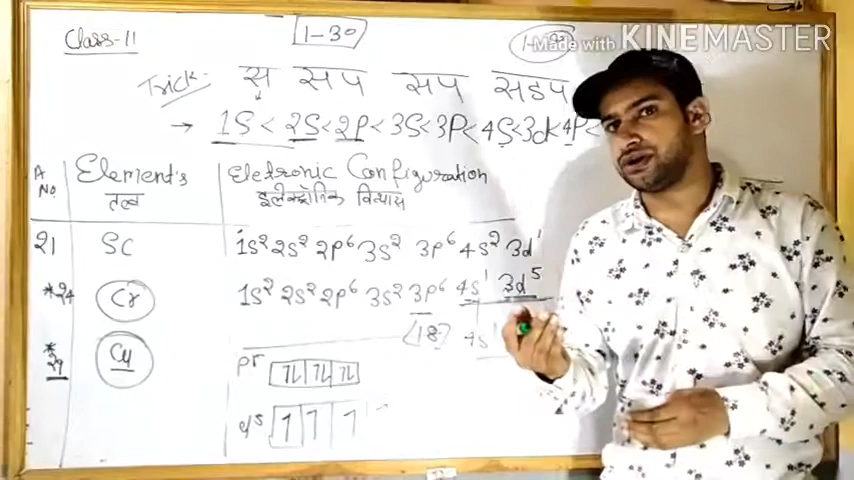 Made with KINEMASTER
Class-11
1-30
Trick- स सप सप सडप
→ 1S < 2S < 2P < 3S < 3P < 4S < 3d < 4P <
A No. Element's Eletronic Configuration
तत्व इलेक्ट्रोनिक विन्यास
21 SC 1S² 2S² 2P⁶ 3S² 3P⁶ 4S² 3d¹
*24 Cr 1S² 2S² 2P⁶ 3S² 3P⁶ 4S¹ 3d⁵
(18) 4S
*29 Cu